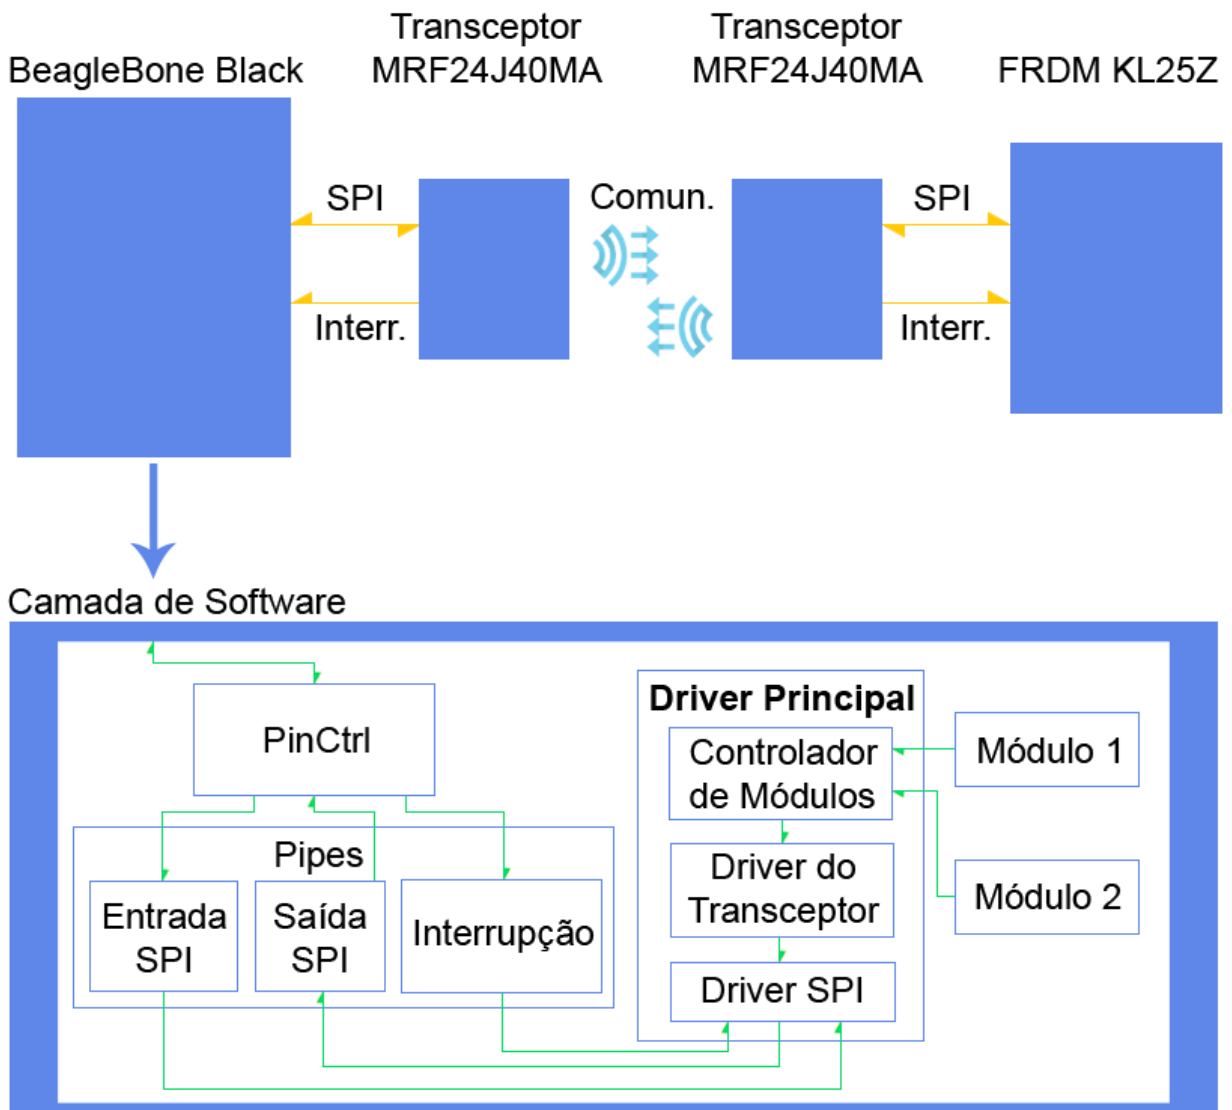 BeagleBone Black
Transceptor
MRF24J40MA
Transceptor
MRF24J40MA
FRDM KL25Z
SPI
Interr.
Comun.
SPI
Interr.
Camada de Software
PinCtrl
Pipes
Entrada
SPI
Saída
SPI
Interrupção
Driver Principal
Controlador
de Módulos
Driver do
Transceptor
Driver SPI
Módulo 1
Módulo 2